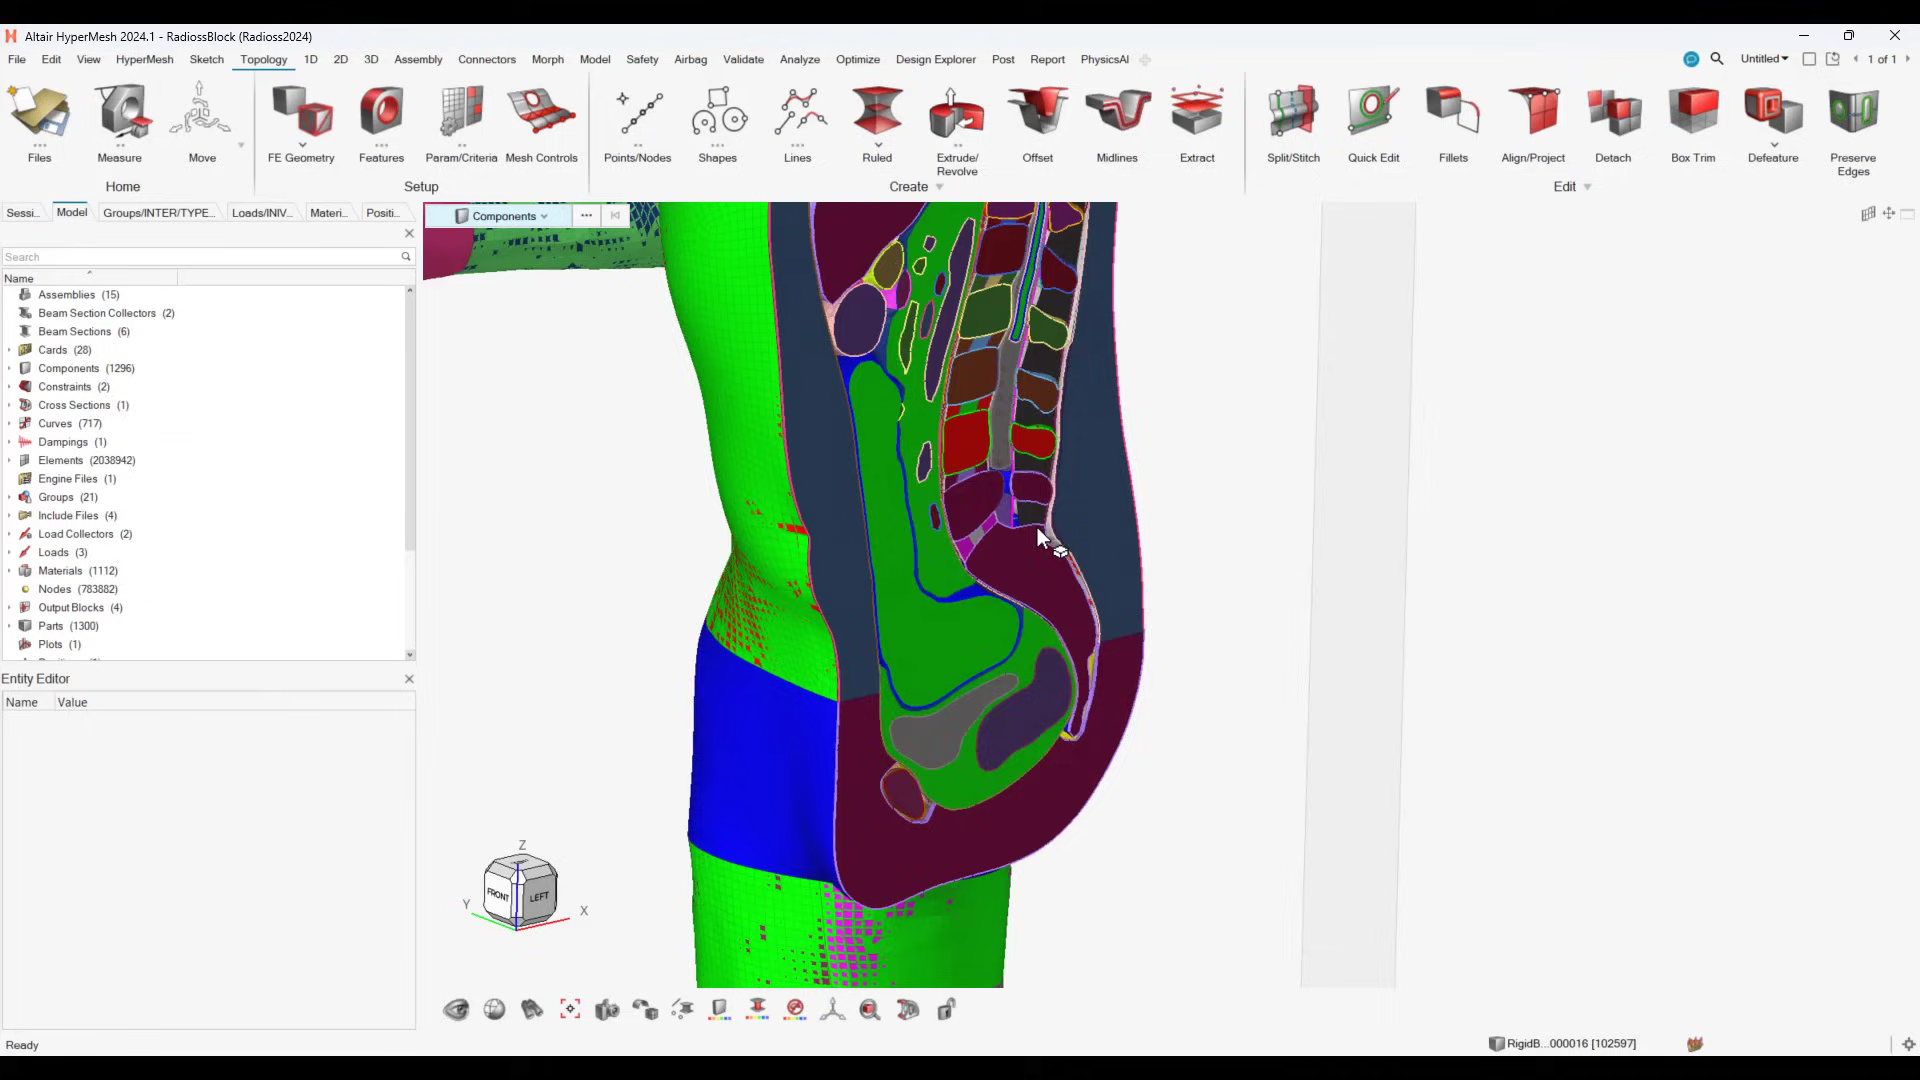 Altair HyperMesh 2024.1 - RadiossBlock (Radioss2024)
File Edit View HyperMesh Sketch Topology 1D 2D 3D Assembly Connectors Morph Model Safety Airbag Validate Analyze Optimize Design Explorer Post Report PhysicsAI Untitled 1 of 1
Files Measure Move FE Geometry Features Param/Criteria Mesh Controls Points/Nodes Shapes Lines Ruled Extrude/ Offset Midlines Extract Split/Stitch Quick Edit Fillets Align/Project Detach Box Trim Defeature Preserve
Revolve Edges
Home Setup Create Edit
Sessi... Model Groups/INTER/TYPE... Loads/INIV... Materi... Positi... Components
Search
Name
Assemblies (15)
Beam Section Collectors (2)
Beam Sections (6)
Cards (28)
Components (1296)
Constraints (2)
Cross Sections (1)
Curves (717)
Dampings (1)
Elements (2038942)
Engine Files (1)
Groups (21)
Include Files (4)
Load Collectors (2)
Loads (3)
Materials (1112)
Nodes (783882)
Output Blocks (4)
Parts (1300)
Plots (1)
Entity Editor
Name Value
Z
FRONT LEFT
Y X
Ready RigidB...000016 [102597]